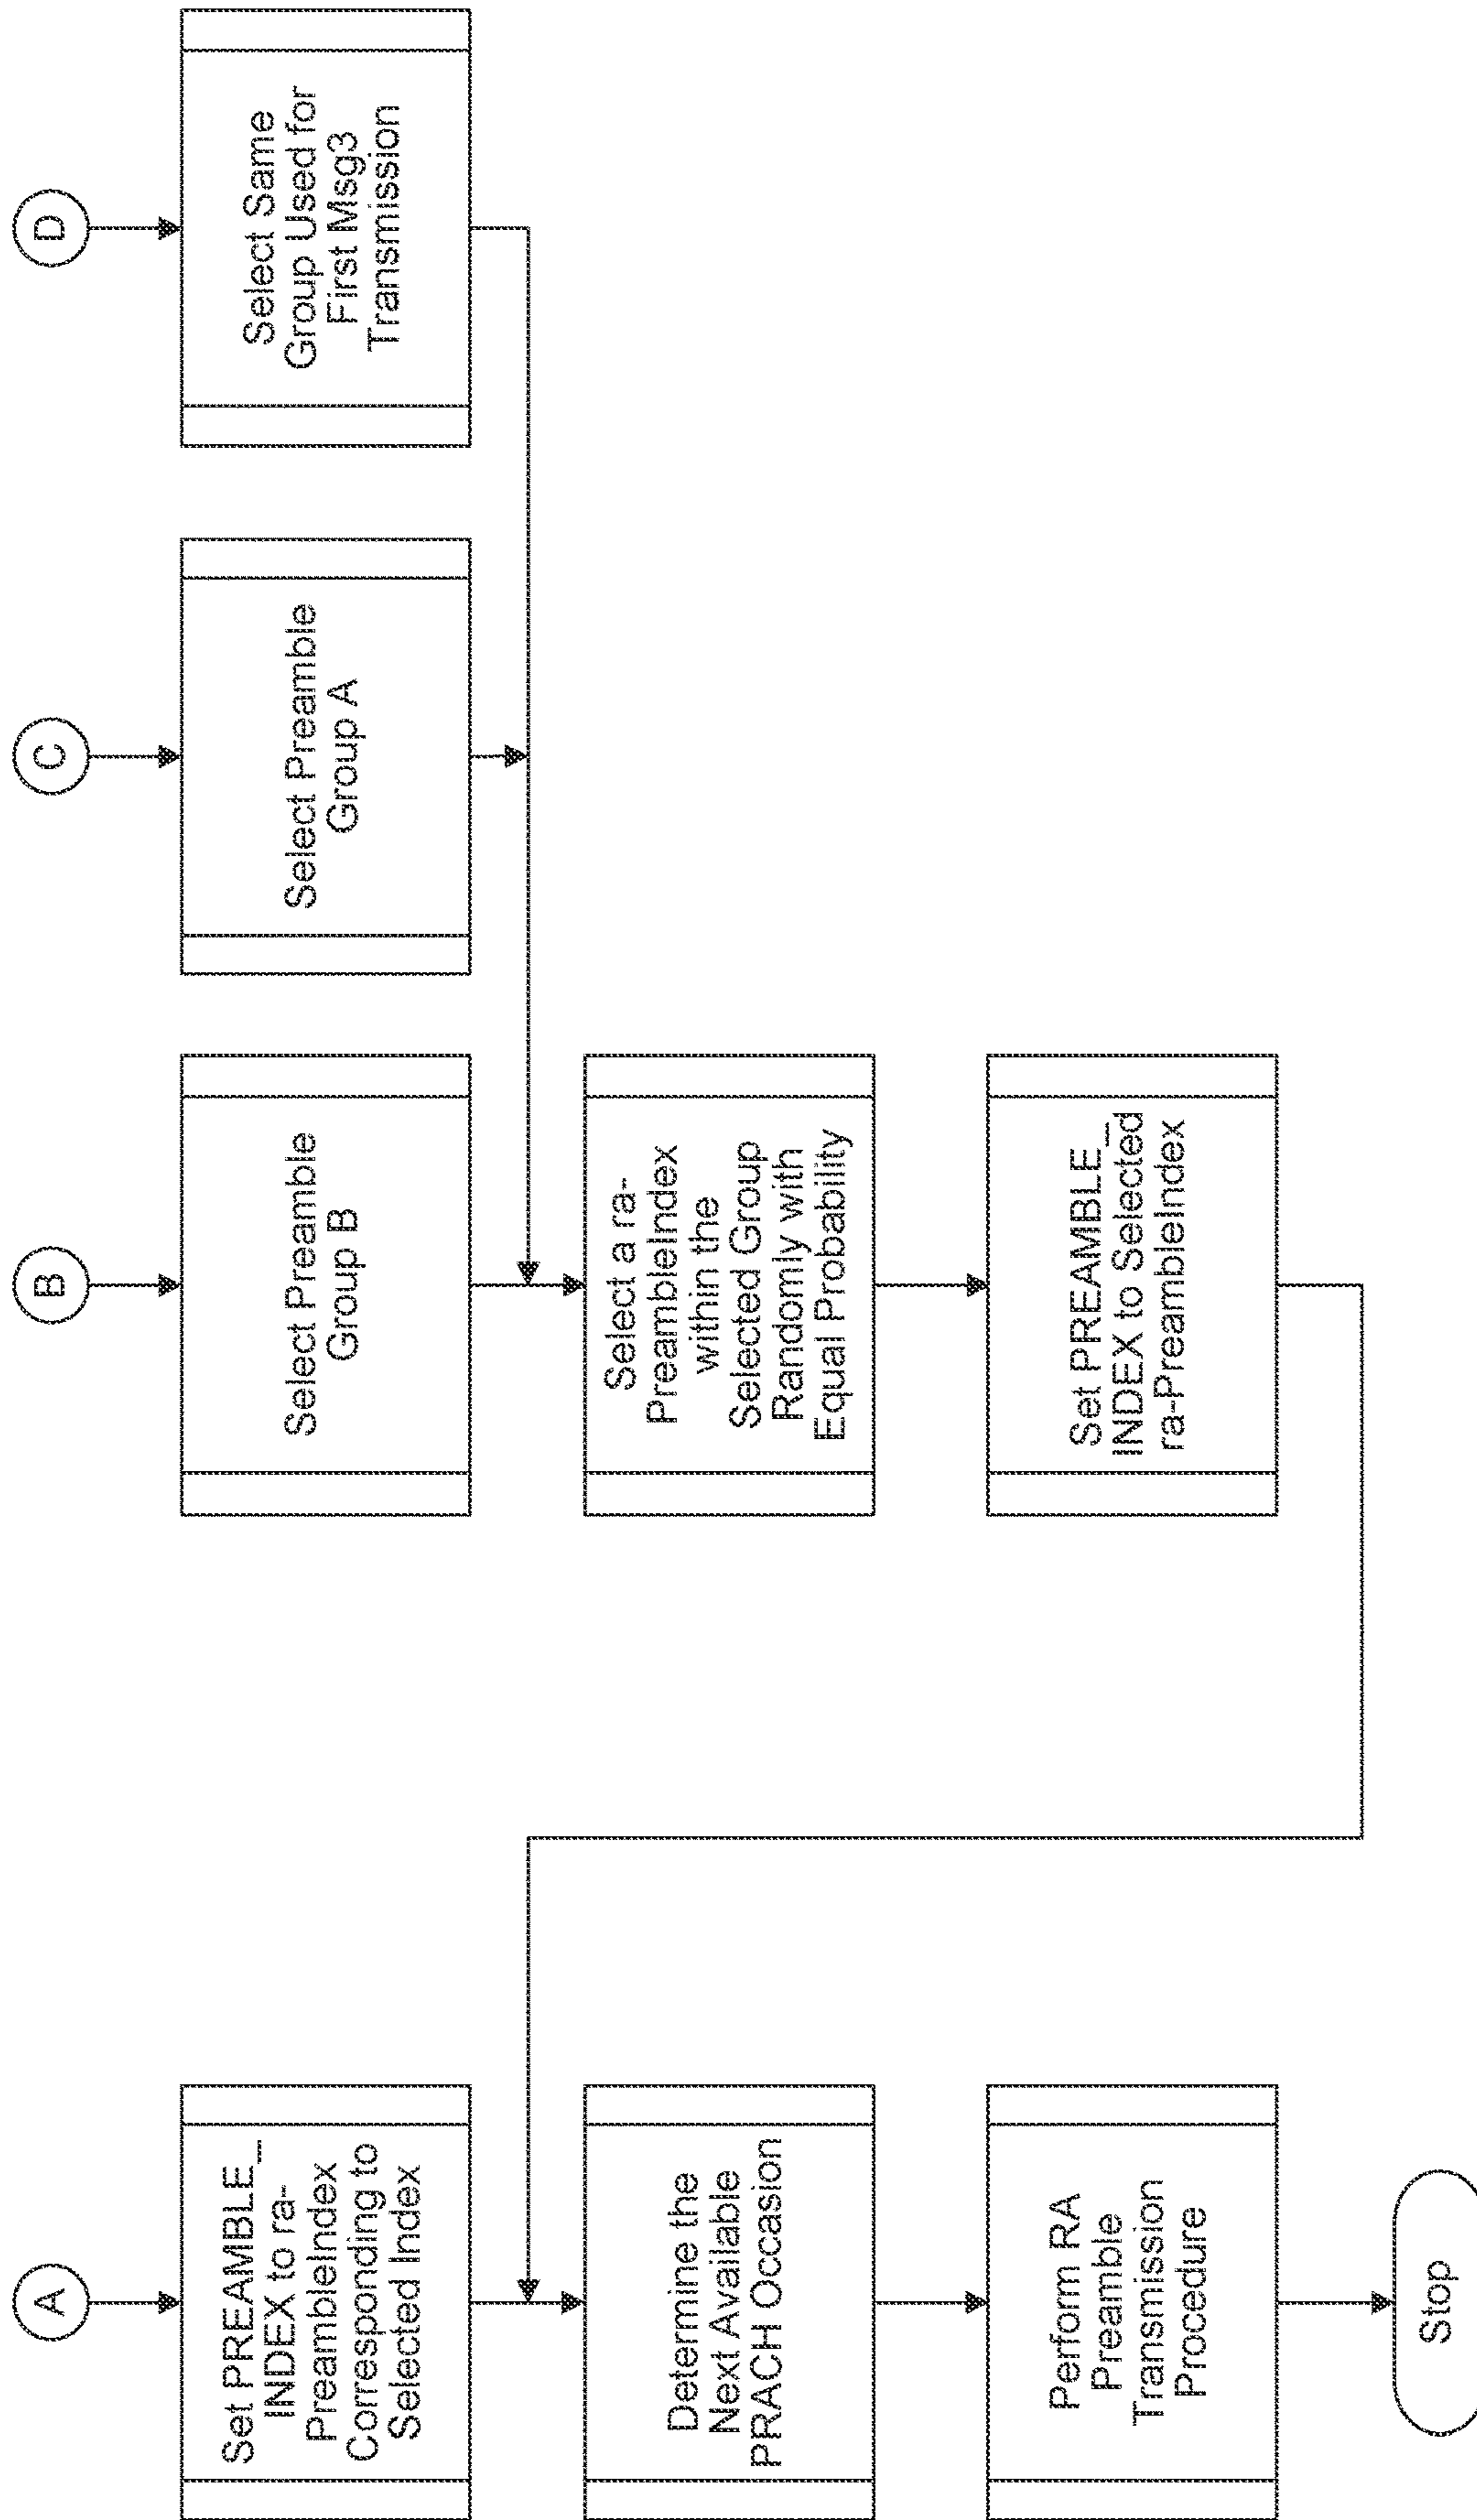 A
Set PREAMBLE_
INDEX to ra-
PreambleIndex
Corresponding to
Selected Index
Determine the
Next Available
PRACH Occasion
Perform RA
Preamble
Transmission
Procedure
Stop
B
Select Preamble
Group B
Select a ra-
PreambleIndex
within the
Selected Group
Randomly with
Equal Probability
Set PREAMBLE_
INDEX to Selected
ra-PreambleIndex
C
Select Preamble
Group A
D
Select Same
Group Used for
First Msg3
Transmission